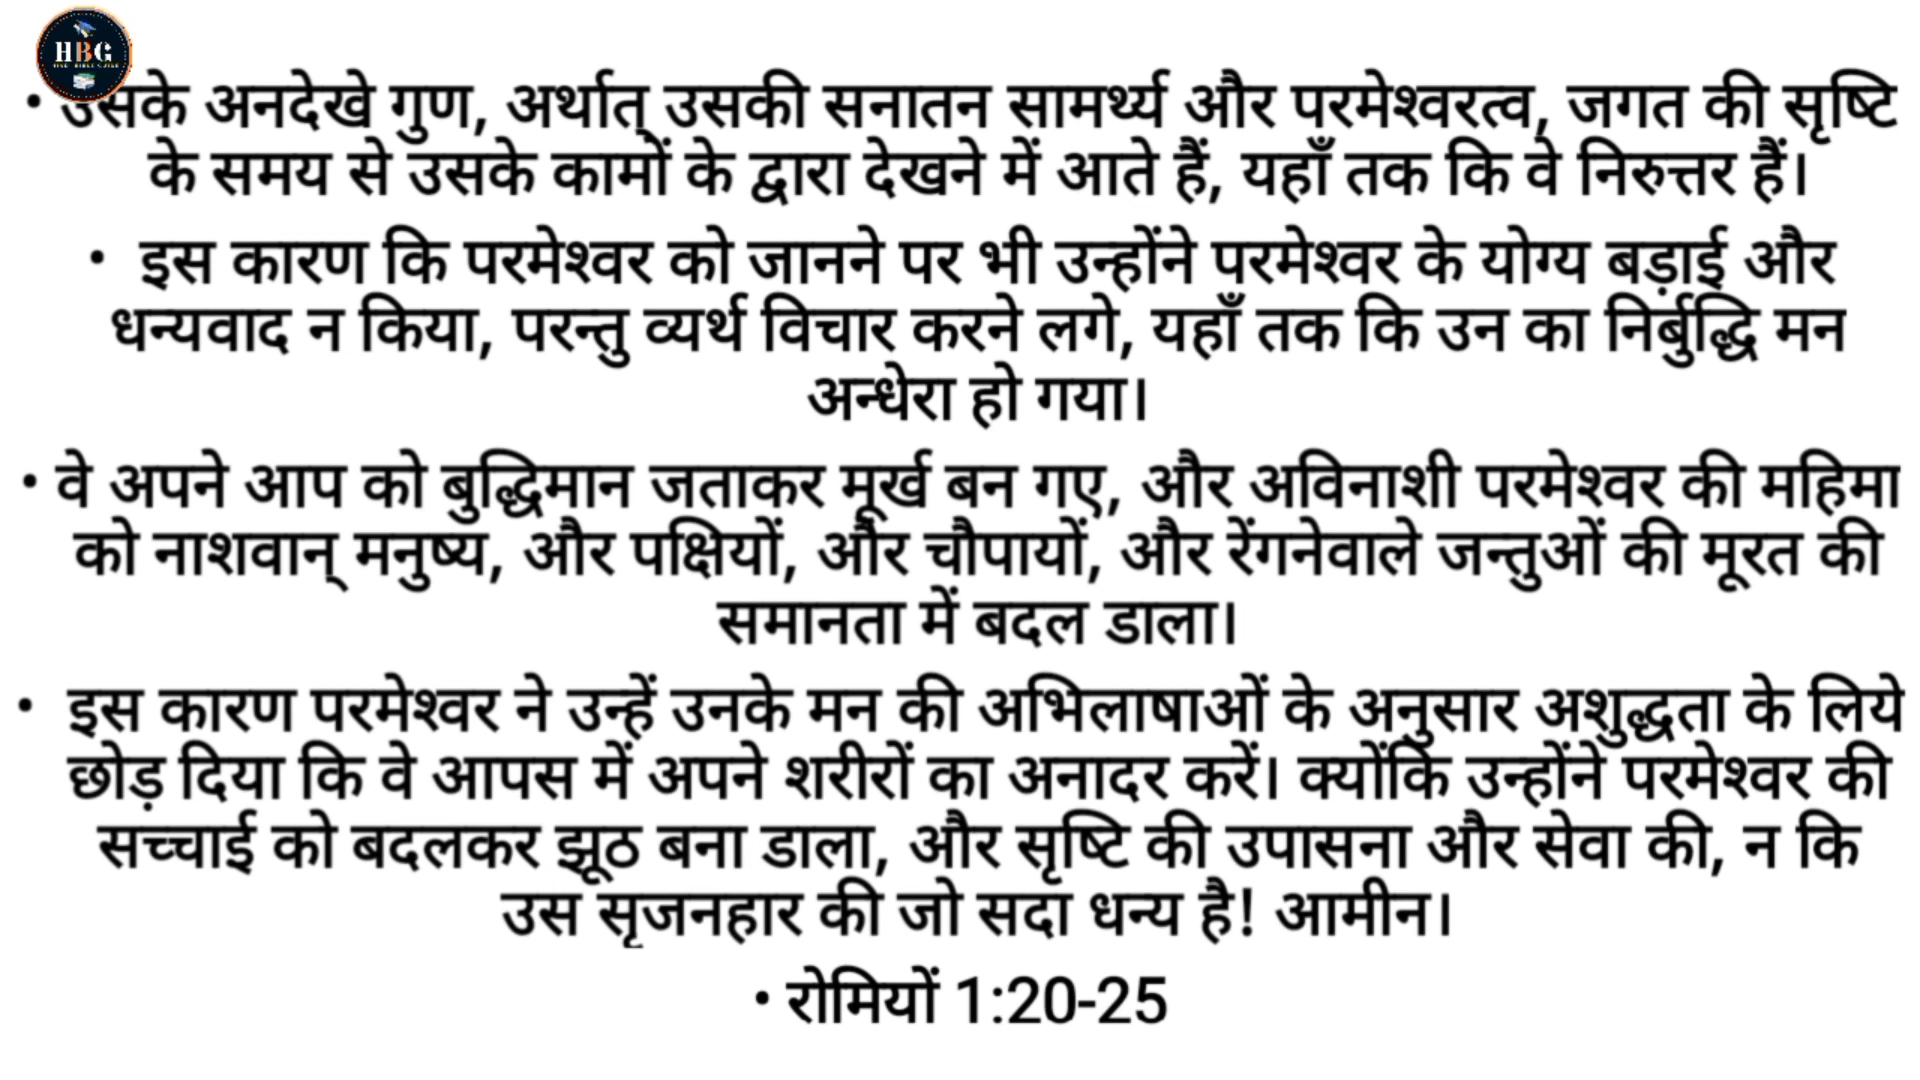 HBG
• उसके अनदेखे गुण, अर्थात् उसकी सनातन सामर्थ्य और परमेश्वरत्व, जगत की सृष्टि
के समय से उसके कामों के द्वारा देखने में आते हैं, यहाँ तक कि वे निरुत्तर हैं।
• इस कारण कि परमेश्वर को जानने पर भी उन्होंने परमेश्वर के योग्य बड़ाई और
धन्यवाद न किया, परन्तु व्यर्थ विचार करने लगे, यहाँ तक कि उन का निर्बुद्धि मन
अन्धेरा हो गया।
• वे अपने आप को बुद्धिमान जताकर मूर्ख बन गए, और अविनाशी परमेश्वर की महिमा
को नाशवान् मनुष्य, और पक्षियों, और चौपायों, और रेंगनेवाले जन्तुओं की मूरत की
समानता में बदल डाला।
• इस कारण परमेश्वर ने उन्हें उनके मन की अभिलाषाओं के अनुसार अशुद्धता के लिये
छोड़ दिया कि वे आपस में अपने शरीरों का अनादर करें। क्योंकि उन्होंने परमेश्वर की
सच्चाई को बदलकर झूठ बना डाला, और सृष्टि की उपासना और सेवा की, न कि
उस सृजनहार की जो सदा धन्य है! आमीन।
• रोमियों 1:20-25